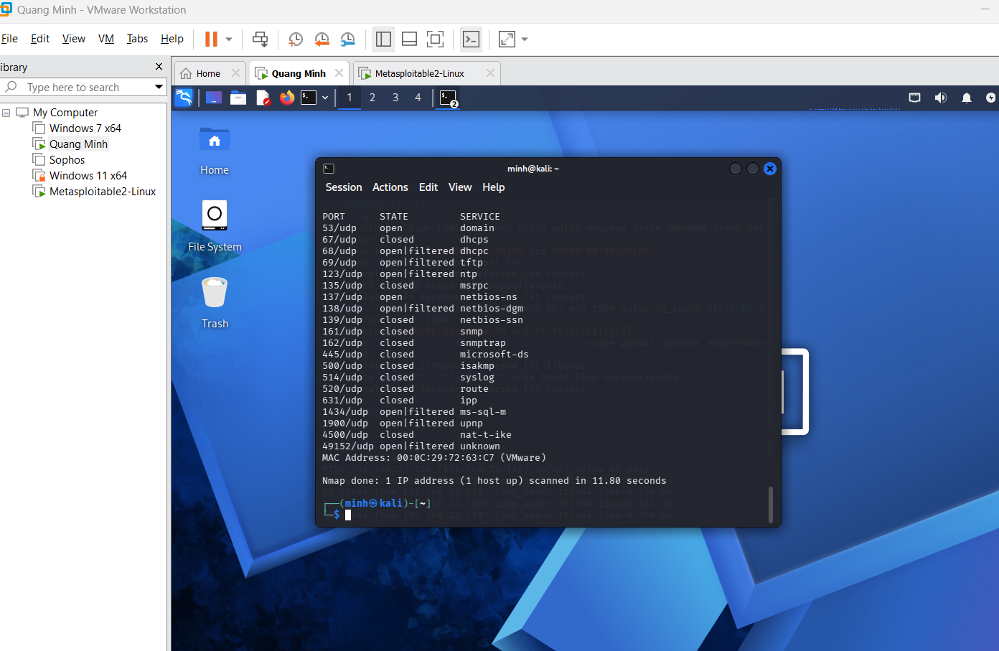 Quang Minh - VMware Workstation
File Edit View VM Tabs Help
ibrary
Type here to search
Home
Quang Minh
Metasploitable2-Linux
My Computer
Windows 7 x64
Quang Minh
Sophos
Windows 11 x64
Metasploitable2-Linux
1 2 3 4
2
Home
File System
Trash
minh@kali: ~
Session Actions Edit View Help
PORT STATE SERVICE
53/udp open domain
67/udp closed dhcps
68/udp open|filtered dhcpc
69/udp open|filtered tftp
123/udp open|filtered ntp
135/udp closed msrpc
137/udp open netbios-ns
138/udp open|filtered netbios-dgm
139/udp closed netbios-ssn
161/udp closed snmp
162/udp closed snmptrap
445/udp closed microsoft-ds
500/udp closed isakmp
514/udp closed syslog
520/udp closed route
631/udp closed ipp
1434/udp open|filtered ms-sql-m
1900/udp open|filtered upnp
4500/udp closed nat-t-ike
49152/udp open|filtered unknown
MAC Address: 00:0C:29:72:63:C7 (VMware)
Nmap done: 1 IP address (1 host up) scanned in 11.80 seconds
(minh㉿kali)-[~]
$